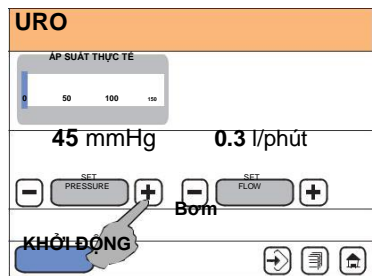 URO
ÁP SUẤT THỰC TẾ
0 50 100 150
45 mmHg 0.3 l/phút
SET PRESSURE SET FLOW
Bơm
KHỞI ĐỘNG